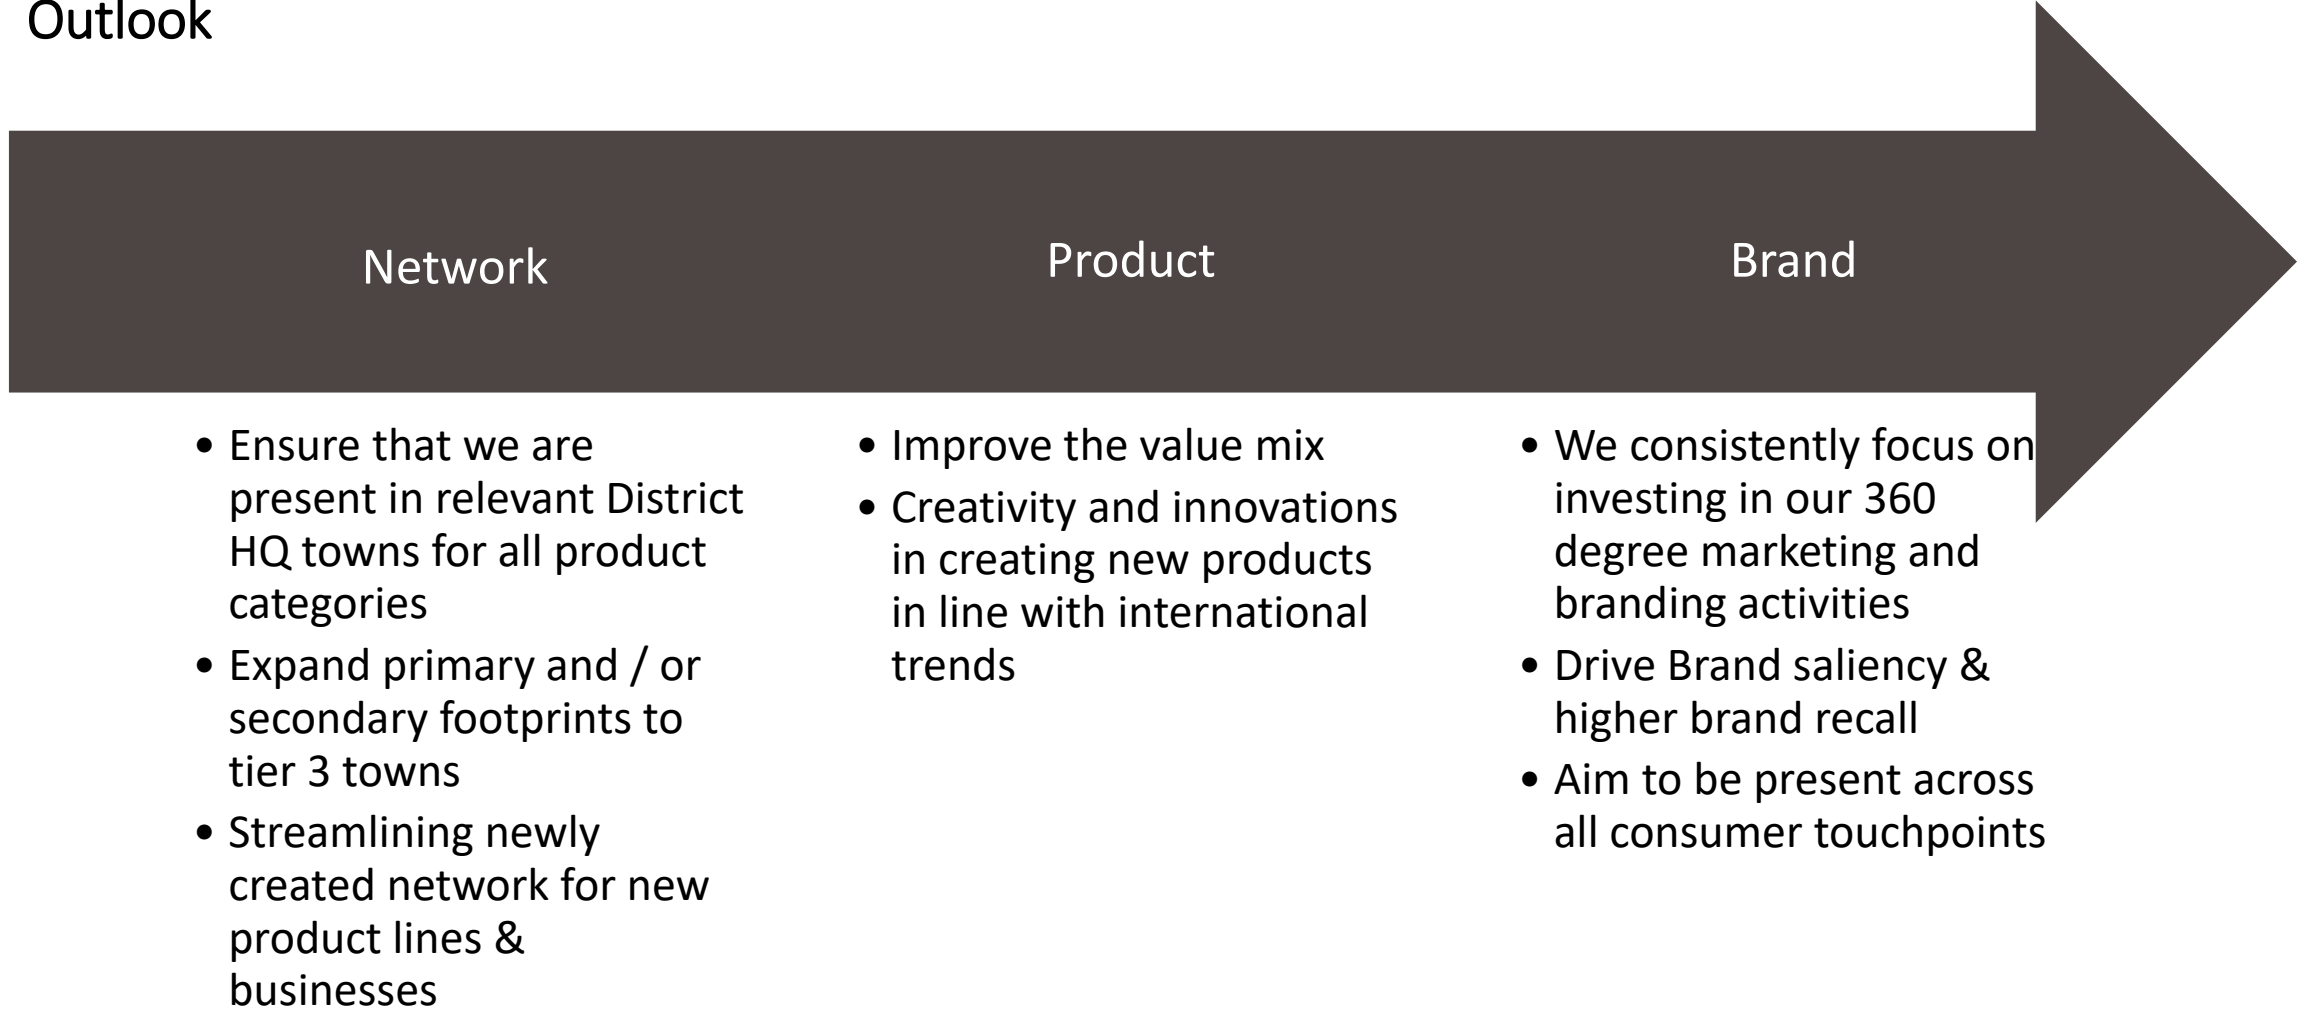 Outlook
Network
Product
Brand
• Ensure that we are
present in relevant District
HQ towns for all product
categories
• Expand primary and / or
secondary footprints to
tier 3 towns
• Streamlining newly
created network for new
product lines &
businesses
• Improve the value mix
• Creativity and innovations
in creating new products
in line with international
trends
• We consistently focus on
investing in our 360
degree marketing and
branding activities
• Drive Brand saliency &
higher brand recall
• Aim to be present across
all consumer touchpoints